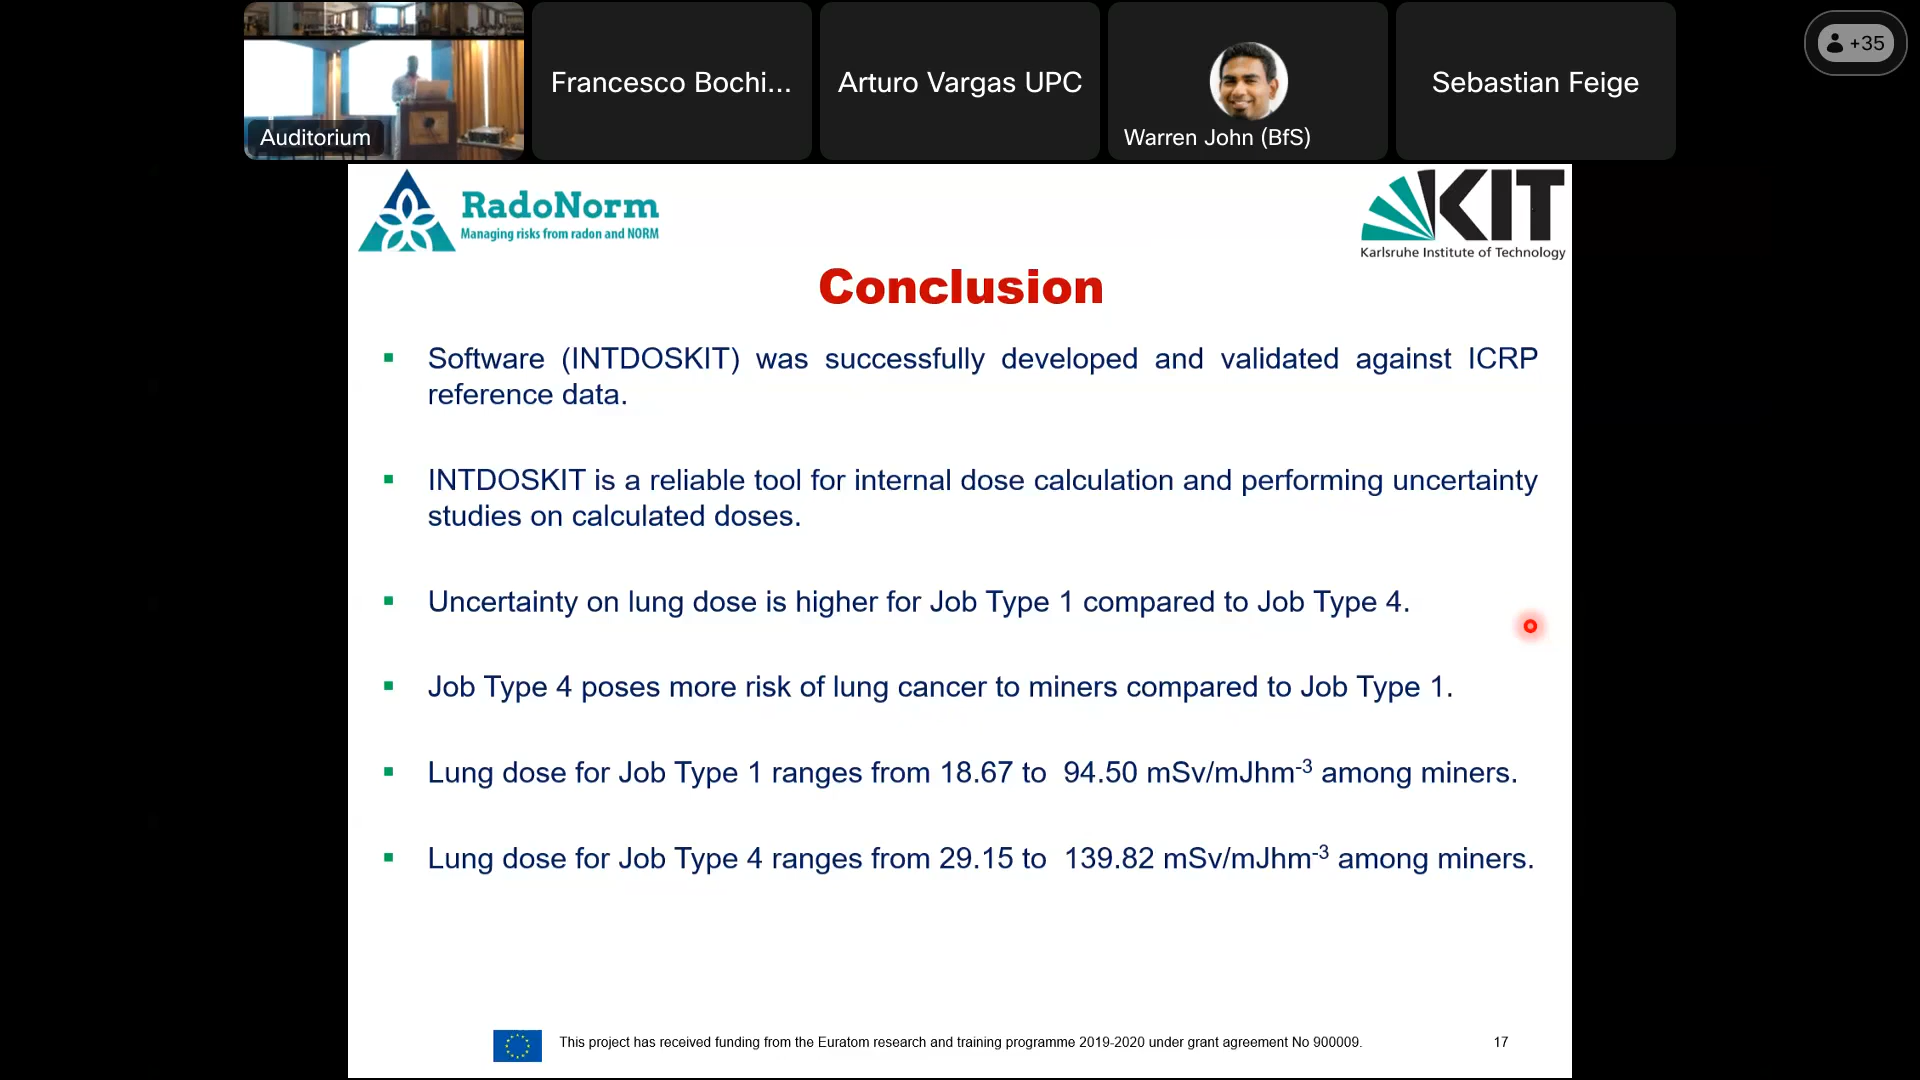 Auditorium
Francesco Bochi...
Arturo Vargas UPC
Warren John (BfS)
Sebastian Feige
+35
RadoNorm
Managing risks from radon and NORM
KIT
Karlsruhe Institute of Technology
Conclusion
▪ Software (INTDOSKIT) was successfully developed and validated against ICRP
reference data.
▪ INTDOSKIT is a reliable tool for internal dose calculation and performing uncertainty
studies on calculated doses.
▪ Uncertainty on lung dose is higher for Job Type 1 compared to Job Type 4.
▪ Job Type 4 poses more risk of lung cancer to miners compared to Job Type 1.
▪ Lung dose for Job Type 1 ranges from 18.67 to 94.50 mSv/mJhm⁻³ among miners.
▪ Lung dose for Job Type 4 ranges from 29.15 to 139.82 mSv/mJhm⁻³ among miners.
This project has received funding from the Euratom research and training programme 2019-2020 under grant agreement No 900009.
17